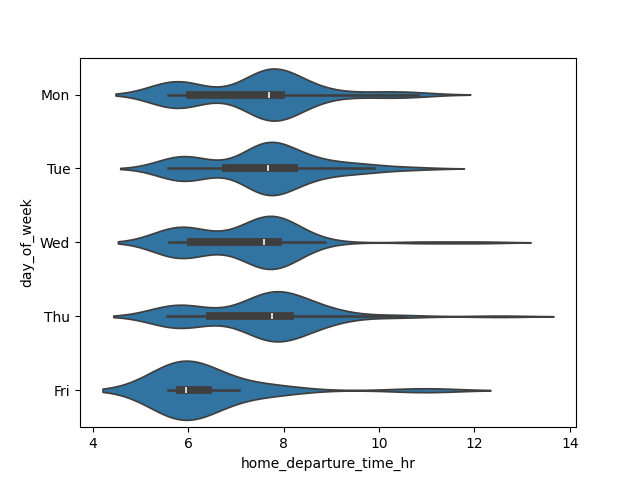 Mon
Tue
Wed
Thu
Fri
day_of_week
4 6 8 10 12 14
home_departure_time_hr